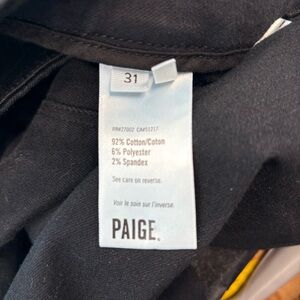 31
92% Cotton/Coton
6% Polyester
2% Spandex
See care on reverse.
Voir le soin sur l'inverse.
PAIGE.